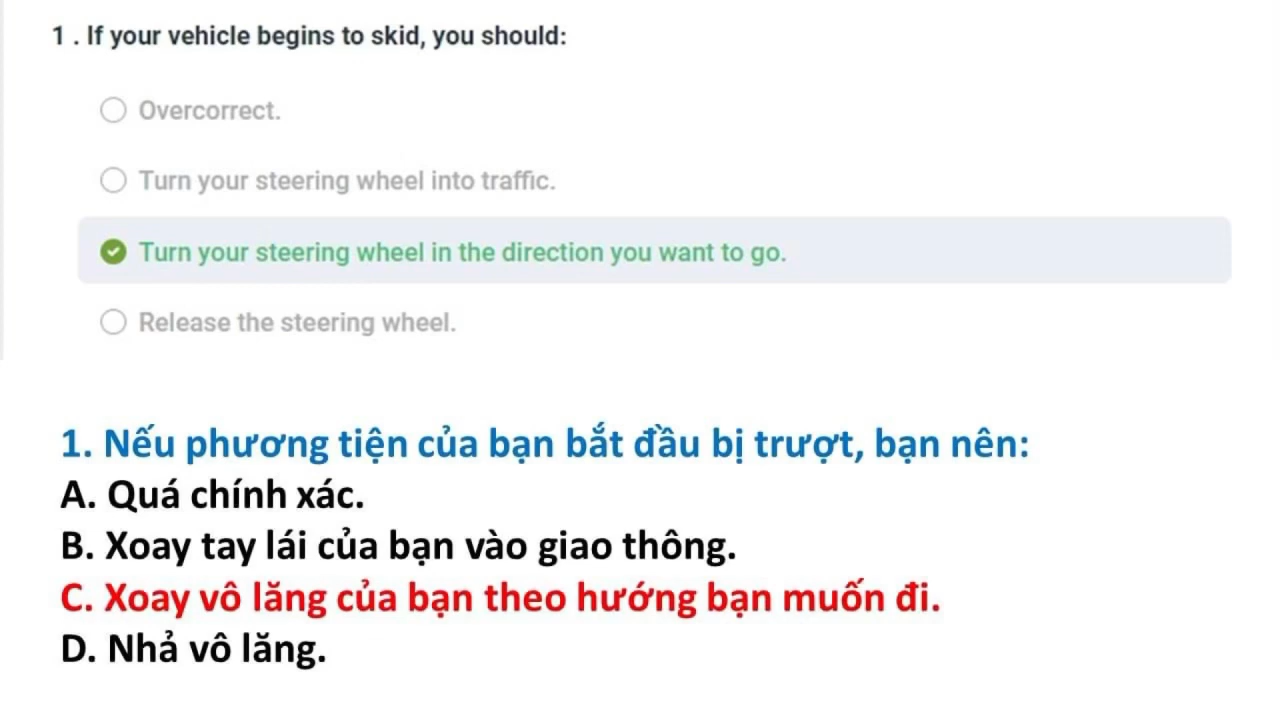 1 . If your vehicle begins to skid, you should:
Overcorrect.
Turn your steering wheel into traffic.
Turn your steering wheel in the direction you want to go.
Release the steering wheel.
1. Nếu phương tiện của bạn bắt đầu bị trượt, bạn nên:
A. Quá chính xác.
B. Xoay tay lái của bạn vào giao thông.
C. Xoay vô lăng của bạn theo hướng bạn muốn đi.
D. Nhả vô lăng.